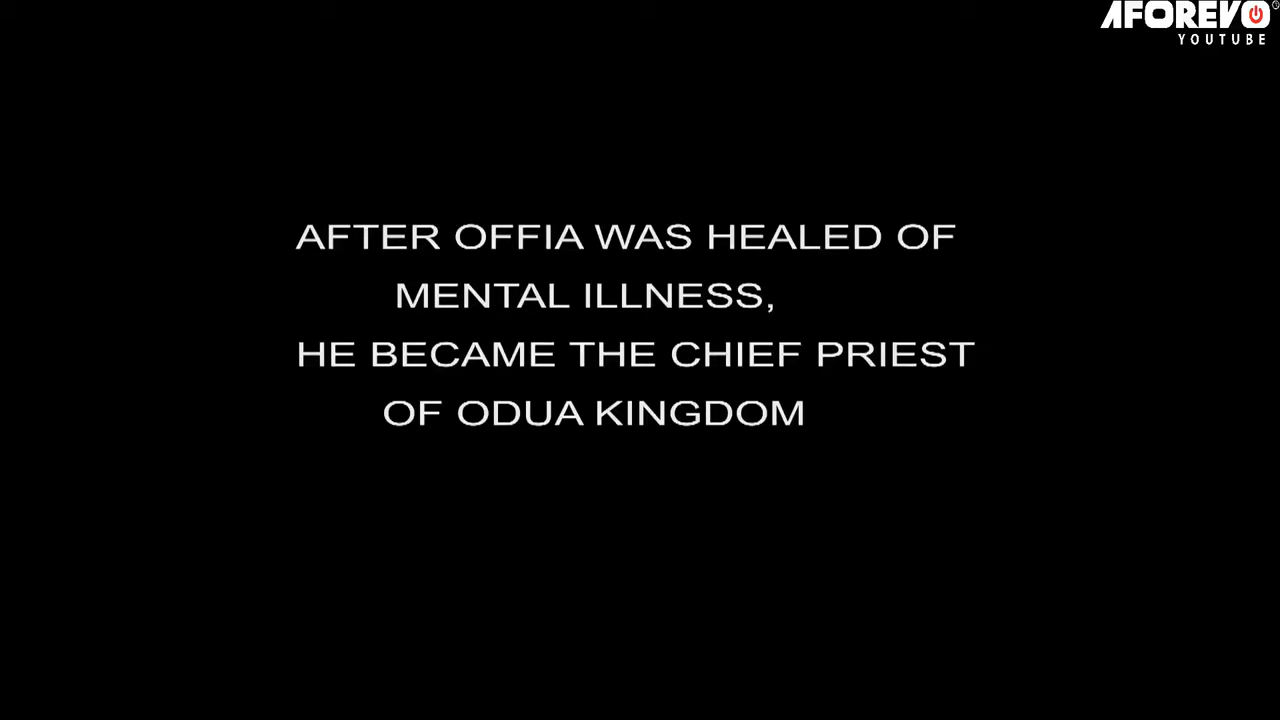 AFOREVO
YOUTUBE
AFTER OFFIA WAS HEALED OF
MENTAL ILLNESS,
HE BECAME THE CHIEF PRIEST
OF ODUA KINGDOM